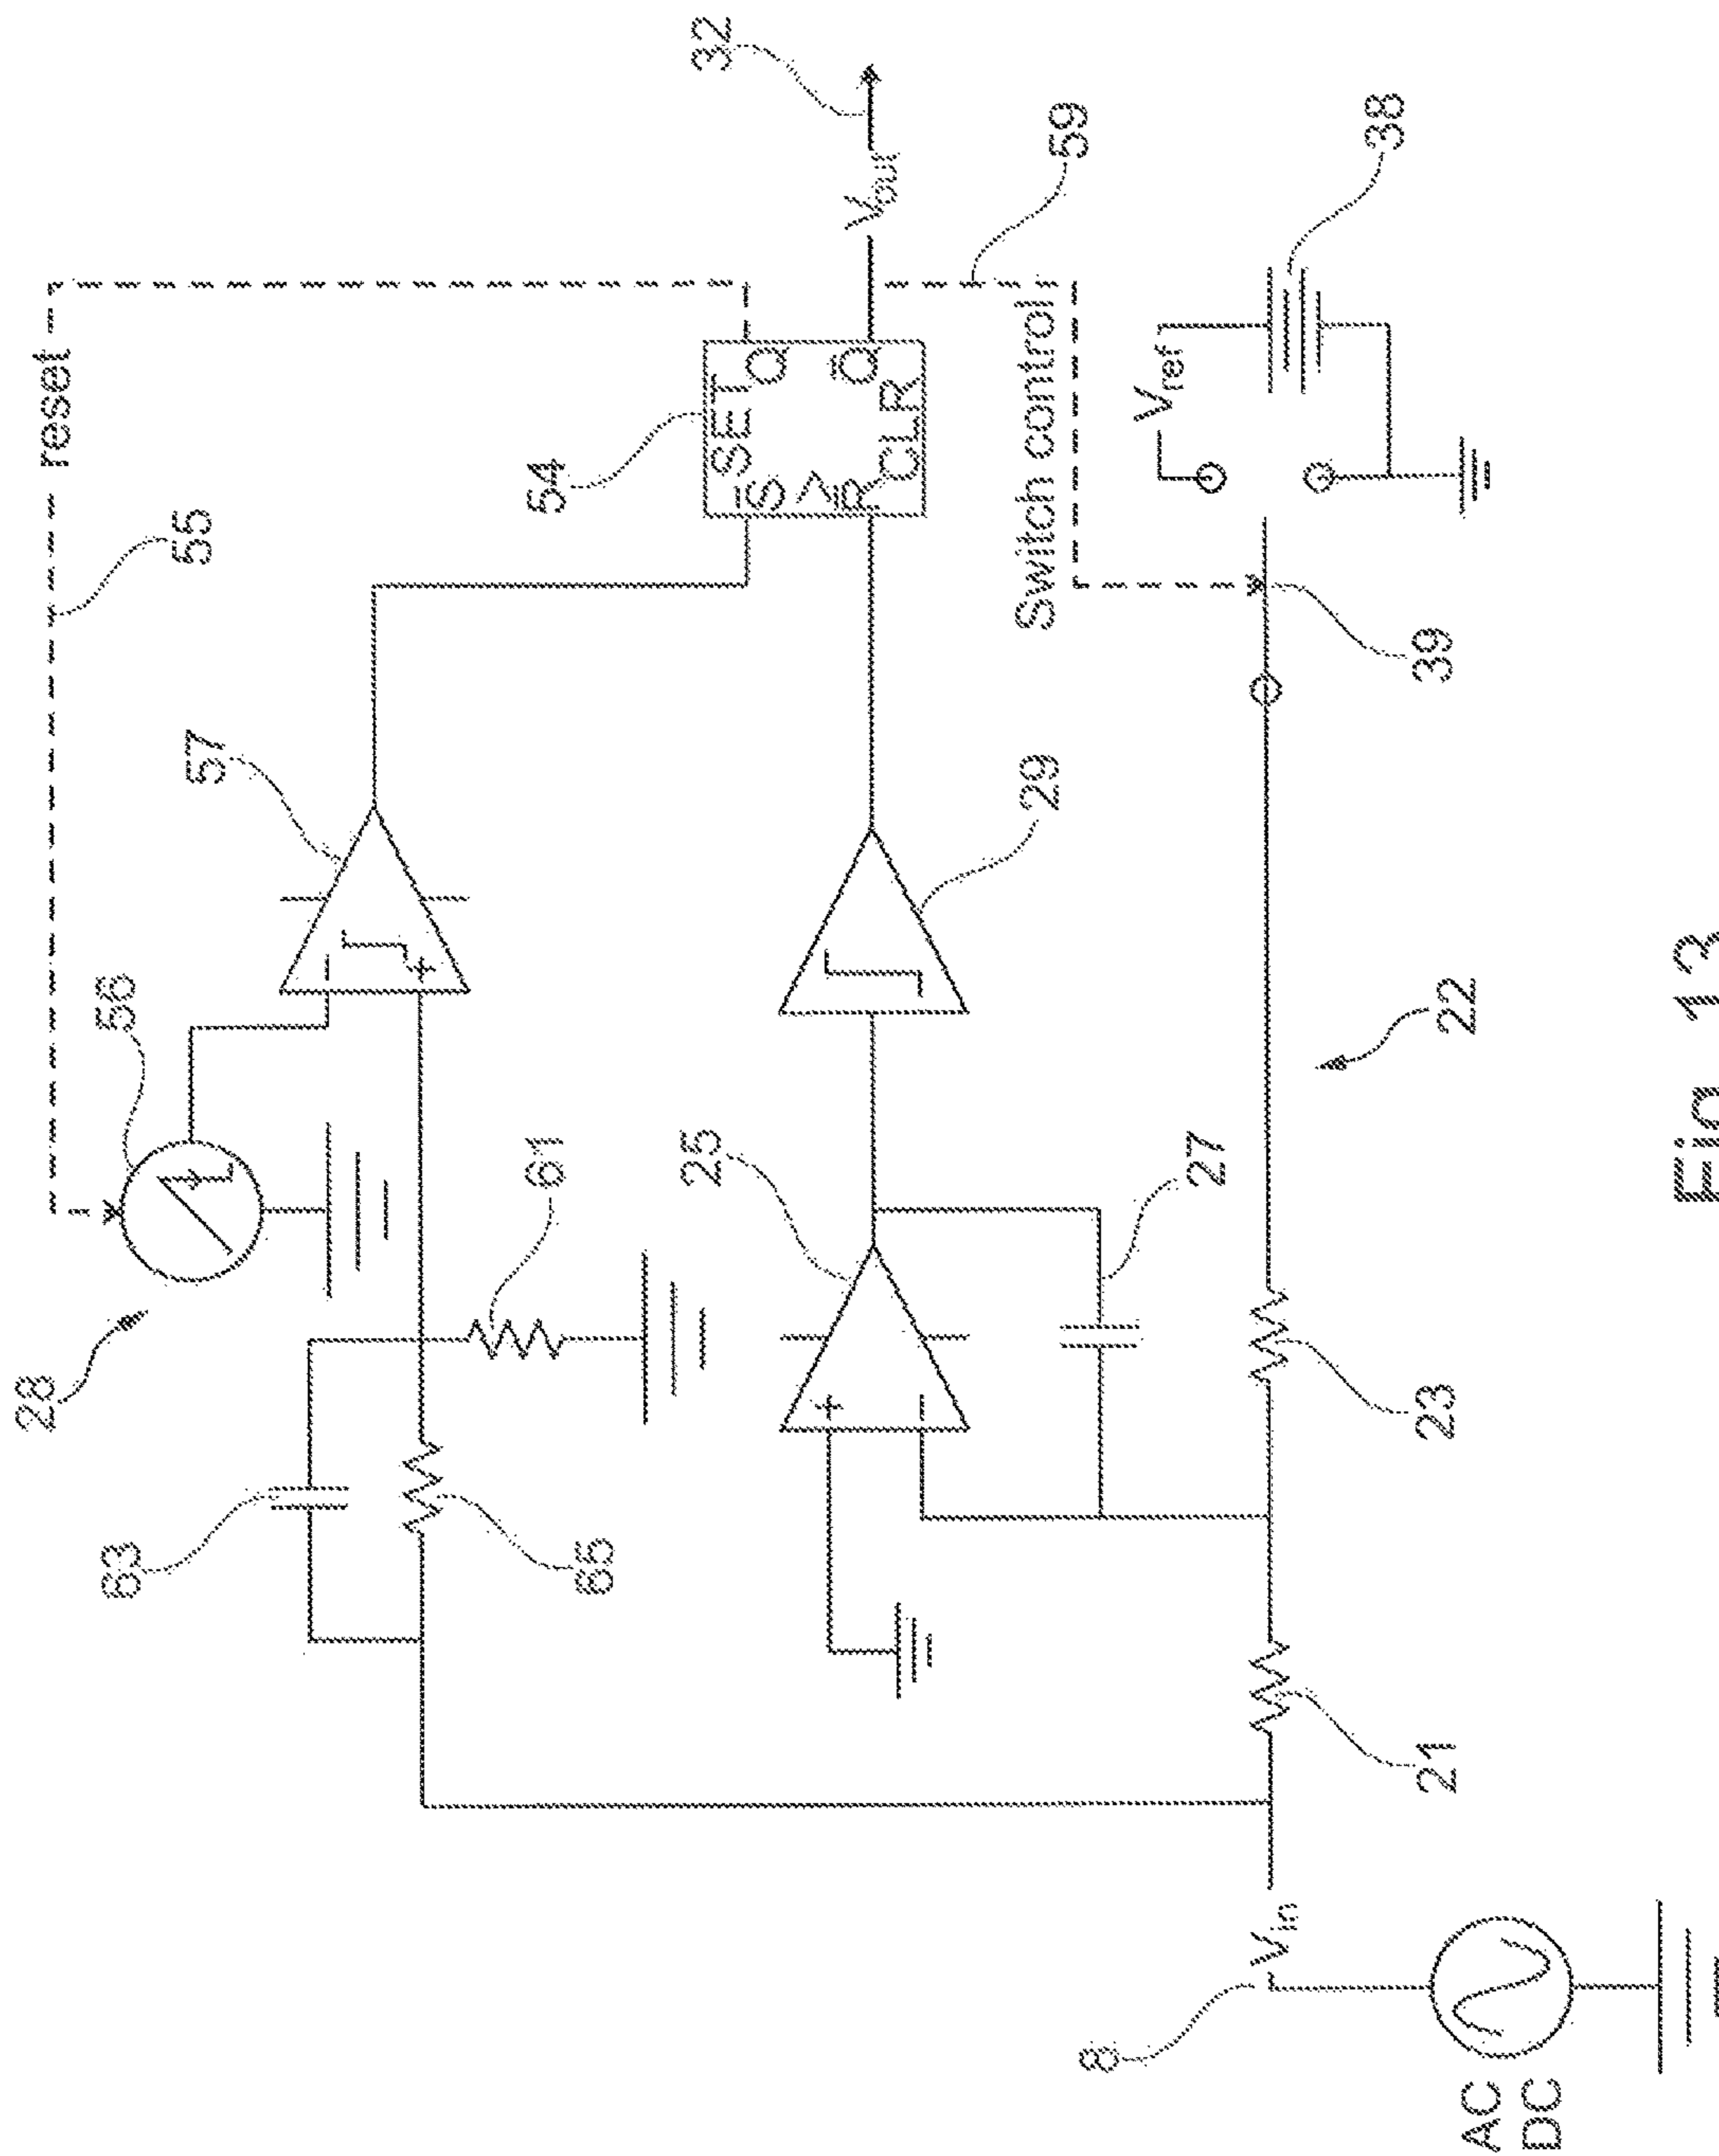 reset
55
32
28
56
57
54
SET
S
Q
R
CLR
Q̄
Vout
59
63
65
61
25
29
Switch control
27
Vref
38
8
Vin
21
23
22
39
AC
DC
Fig. 13